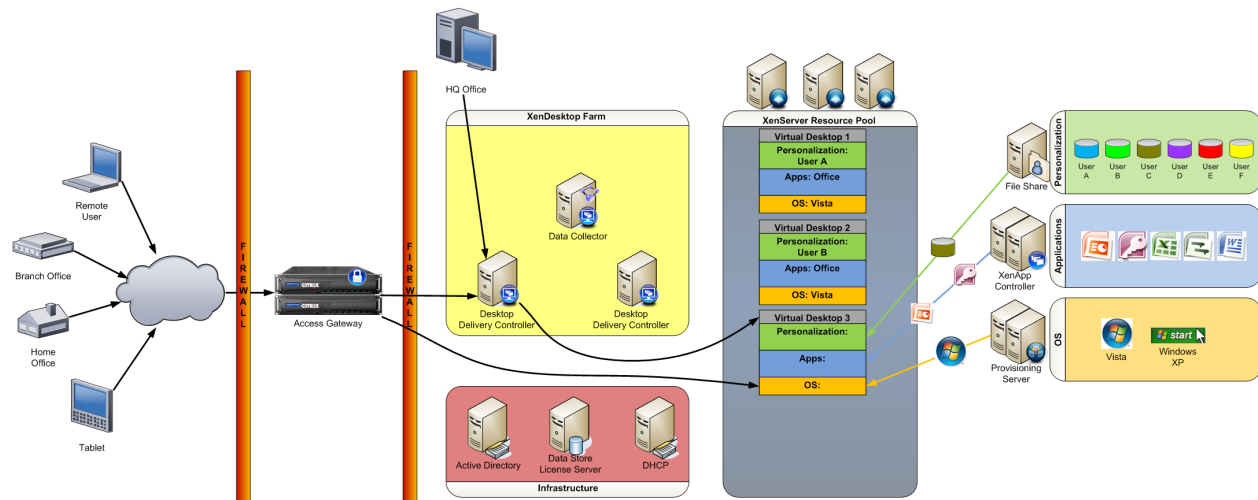 HQ Office
XenDesktop Farm
Data Collector
Desktop
Delivery Controller
Desktop
Delivery Controller
Remote
User
Branch Office
Home
Office
Tablet
FIREWALL
CITRIX
CITRIX
Access Gateway
FIREWALL
Active Directory
Data Store
License Server
DHCP
Infrastructure
XenServer Resource Pool
Virtual Desktop 1
Personalization:
User A
Apps: Office
OS: Vista
Virtual Desktop 2
Personalization:
User B
Apps: Office
OS: Vista
Virtual Desktop 3
Personalization:
Apps:
OS:
File Share
XenApp
Controller
Provisioning
Server
Personalization
User
A
User
B
User
C
User
D
User
E
User
F
Applications
OS
Vista
start
Windows
XP